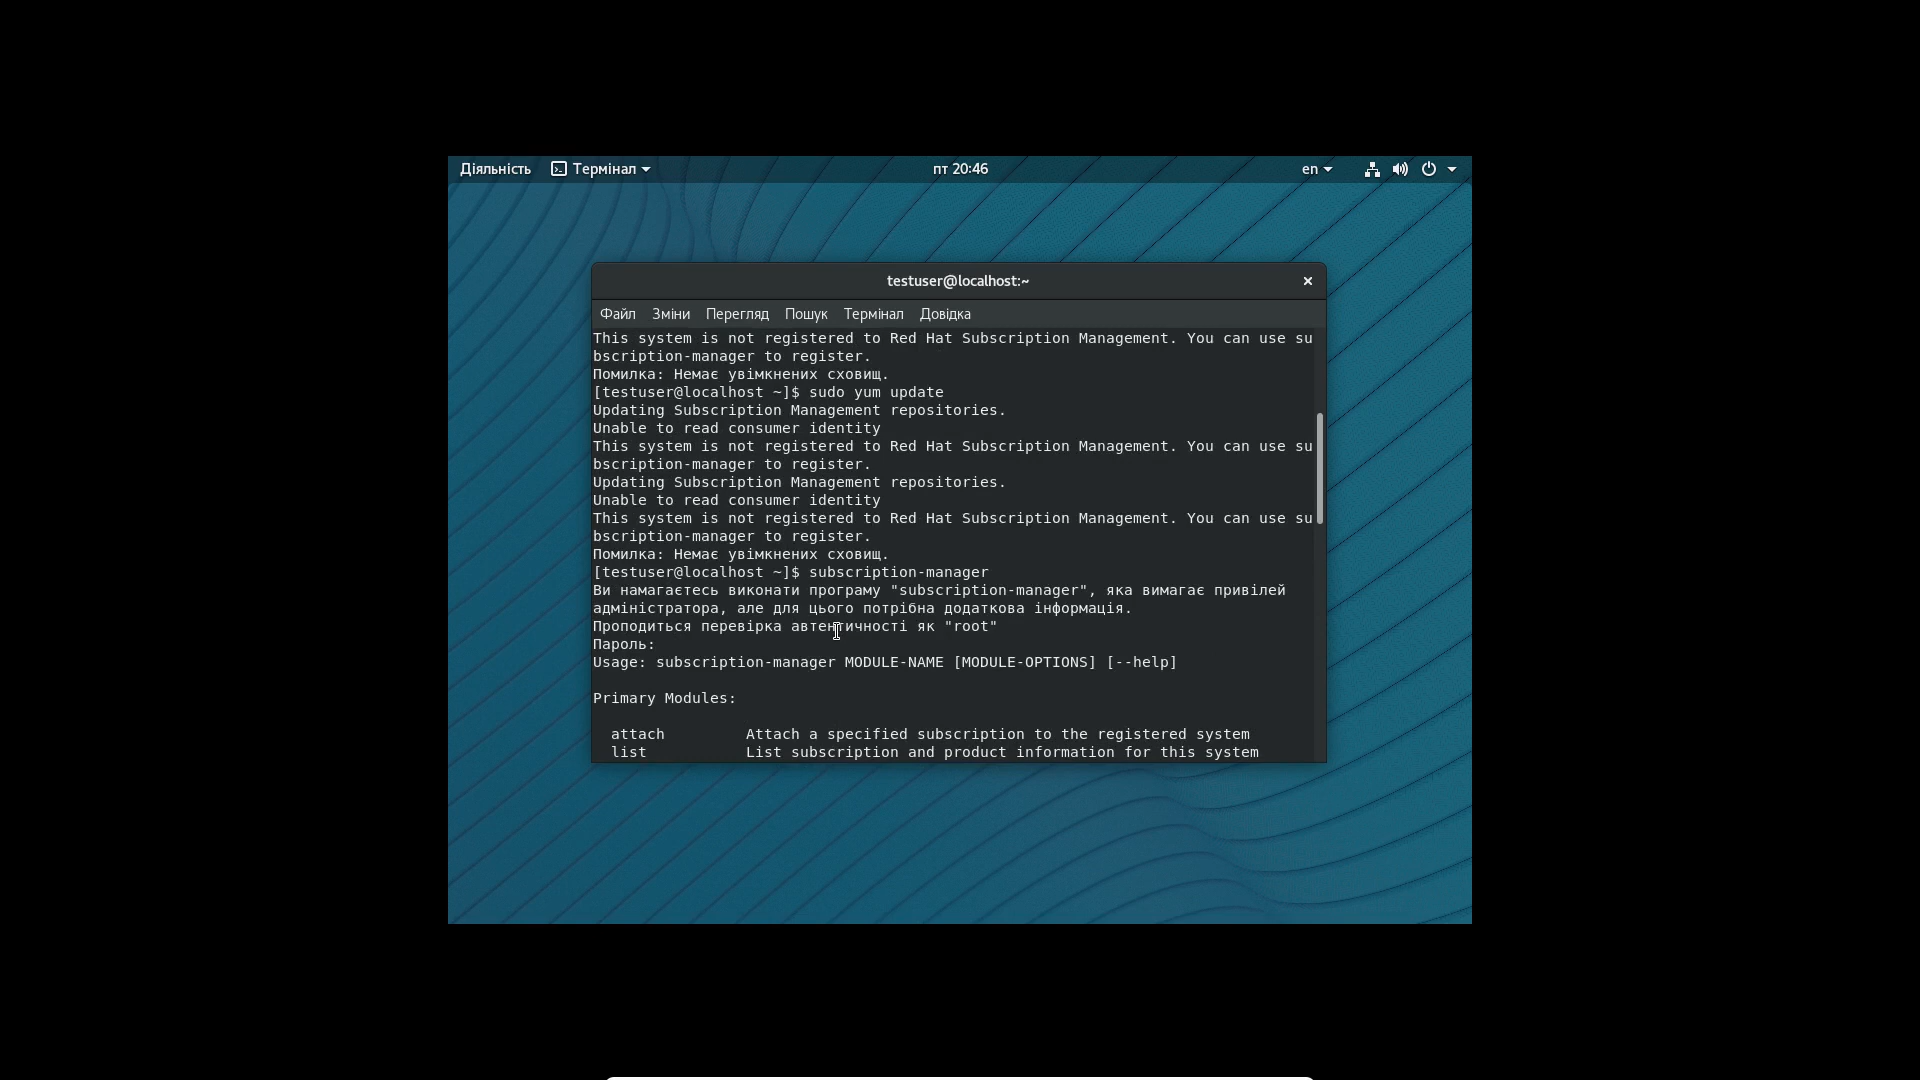 Діяльність Термінал пт 20:46 en
testuser@localhost:~
Файл Зміни Перегляд Пошук Термінал Довідка
This system is not registered to Red Hat Subscription Management. You can use su
bscription-manager to register.
Помилка: Немає увімкнених сховищ.
[testuser@localhost ~]$ sudo yum update
Updating Subscription Management repositories.
Unable to read consumer identity
This system is not registered to Red Hat Subscription Management. You can use su
bscription-manager to register.
Updating Subscription Management repositories.
Unable to read consumer identity
This system is not registered to Red Hat Subscription Management. You can use su
bscription-manager to register.
Помилка: Немає увімкнених сховищ.
[testuser@localhost ~]$ subscription-manager
Ви намагаєтесь виконати програму "subscription-manager", яка вимагає привілей
адміністратора, але для цього потрібна додаткова інформація.
Проподиться перевірка автентичності як "root"
Пароль:
Usage: subscription-manager MODULE-NAME [MODULE-OPTIONS] [--help]
Primary Modules:
attach Attach a specified subscription to the registered system
list List subscription and product information for this system